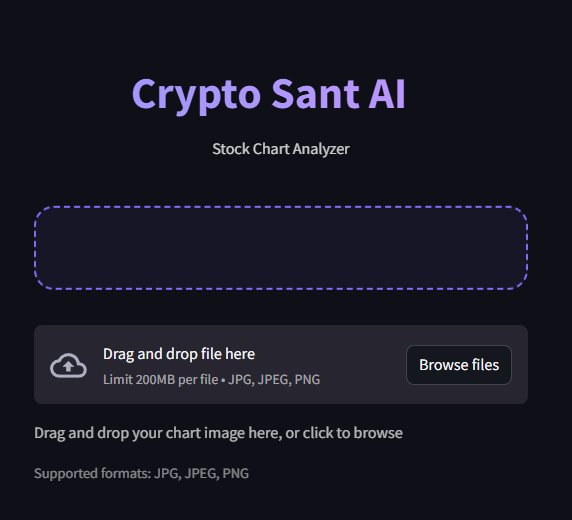 Crypto Sant AI
Stock Chart Analyzer
Drag and drop file here
Limit 200MB per file • JPG, JPEG, PNG
Browse files
Drag and drop your chart image here, or click to browse
Supported formats: JPG, JPEG, PNG